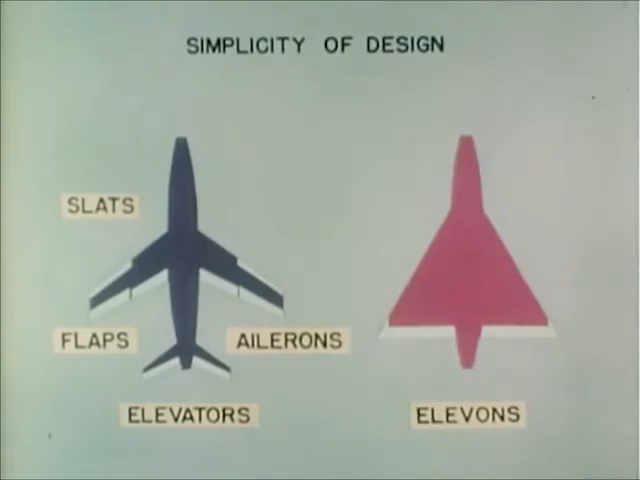 SIMPLICITY OF DESIGN
SLATS
FLAPS
AILERONS
ELEVATORS
ELEVONS